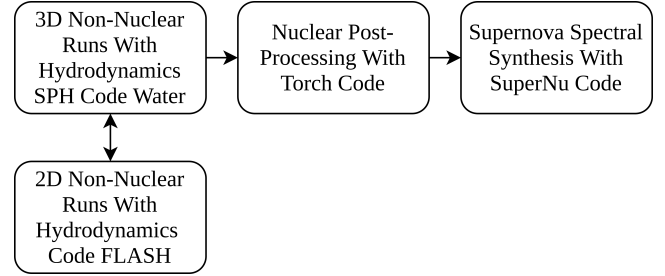 3D Non-Nuclear
Runs With
Hydrodynamics
SPH Code Water
Nuclear Post-
Processing With
Torch Code
Supernova Spectral
Synthesis With
SuperNu Code
2D Non-Nuclear
Runs With
Hydrodynamics
Code FLASH